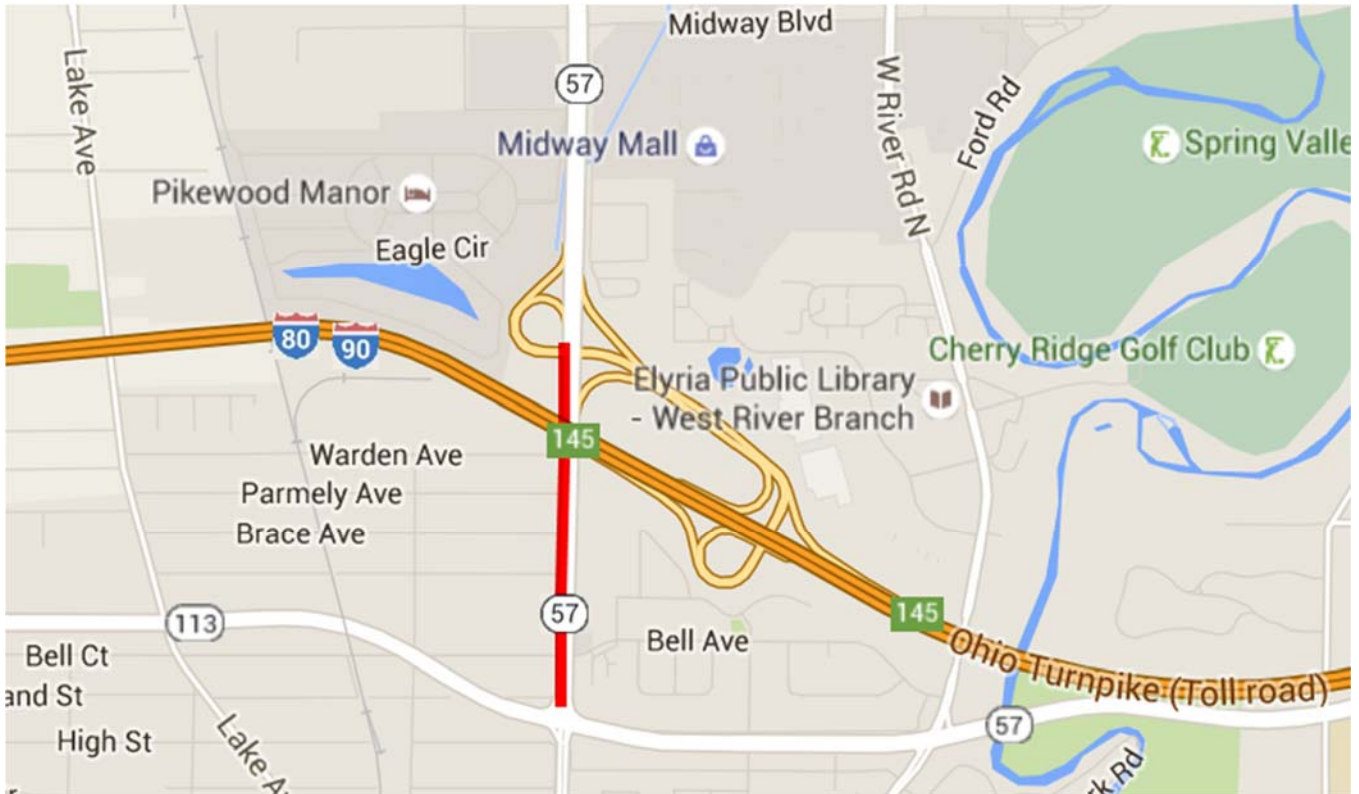 Midway Blvd
Lake Ave
57
W River Rd N
Ford Rd
Midway Mall
Spring Valle
Pikewood Manor
Eagle Cir
80
90
Cherry Ridge Golf Club
Elyria Public Library
- West River Branch
145
Warden Ave
Parmely Ave
Brace Ave
57
145
113
Bell Ave
Ohio Turnpike (Toll road)
Bell Ct
and St
57
High St
Lake A
rk Rd